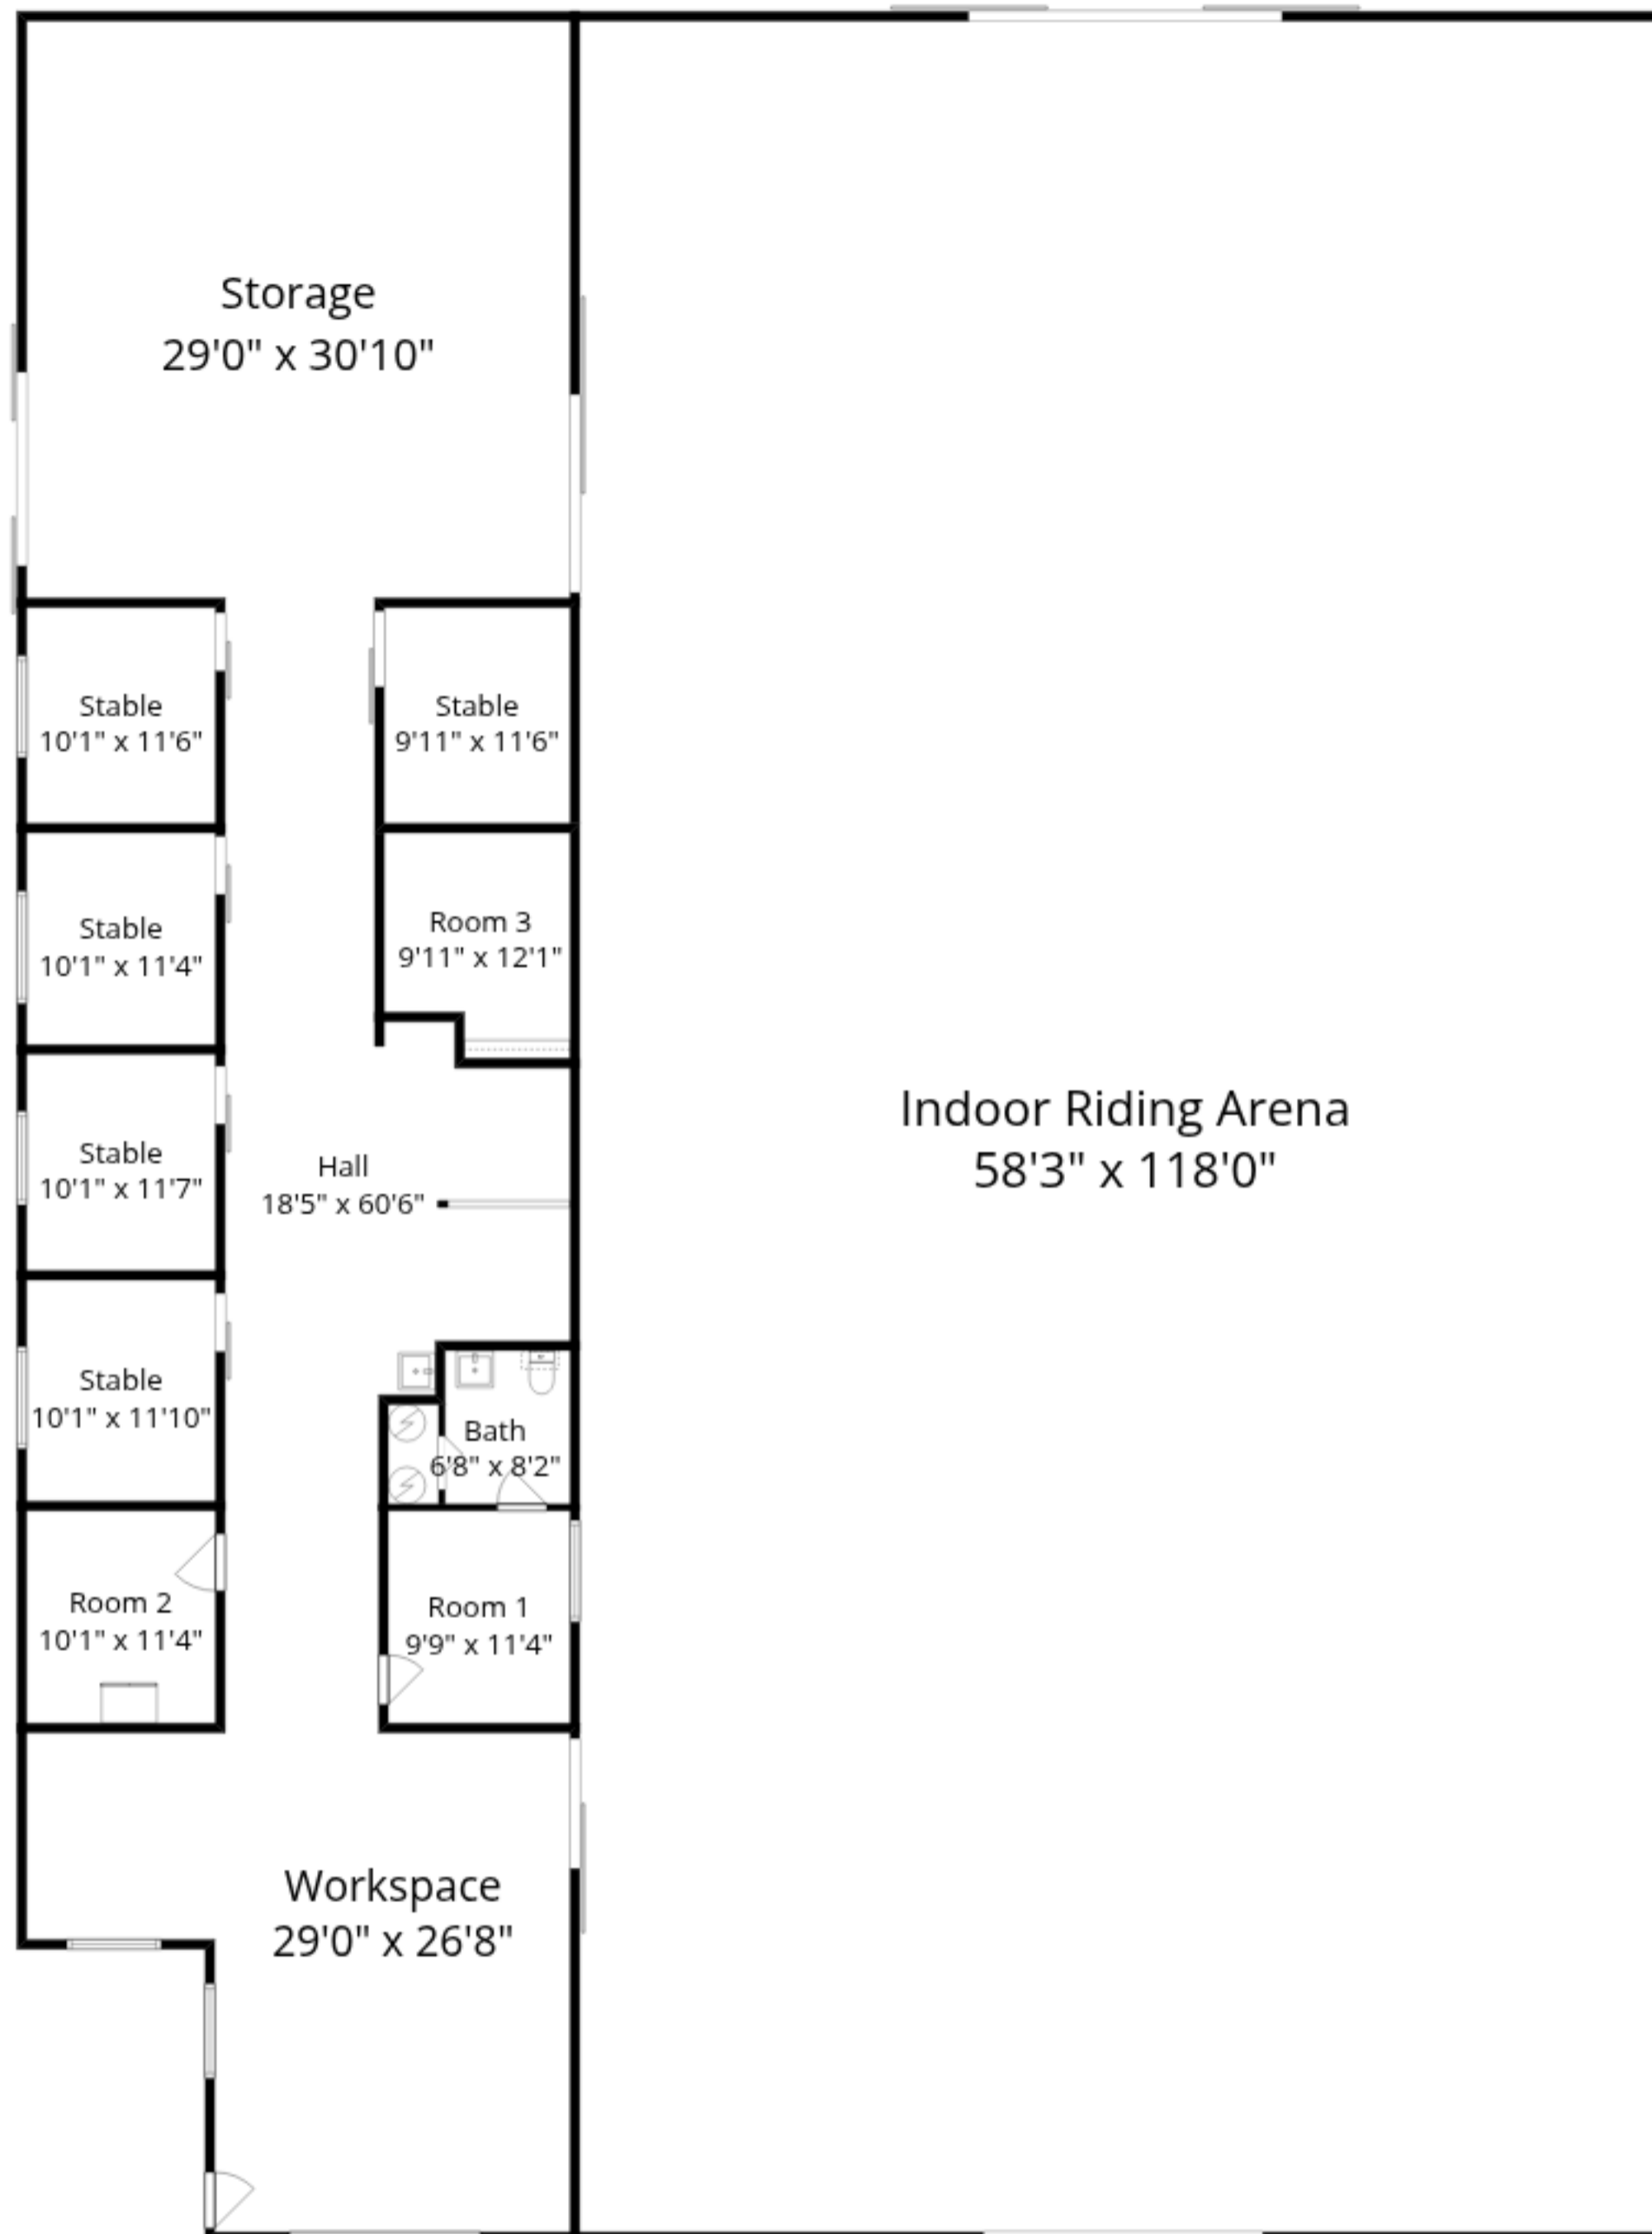 Storage
29'0" x 30'10"
Stable
10'1" x 11'6"
Stable
9'11" x 11'6"
Stable
10'1" x 11'4"
Room 3
9'11" x 12'1"
Indoor Riding Arena
58'3" x 118'0"
Stable
10'1" x 11'7"
Hall
18'5" x 60'6"
Stable
10'1" x 11'10"
Bath
6'8" x 8'2"
Room 2
10'1" x 11'4"
Room 1
9'9" x 11'4"
Workspace
29'0" x 26'8"